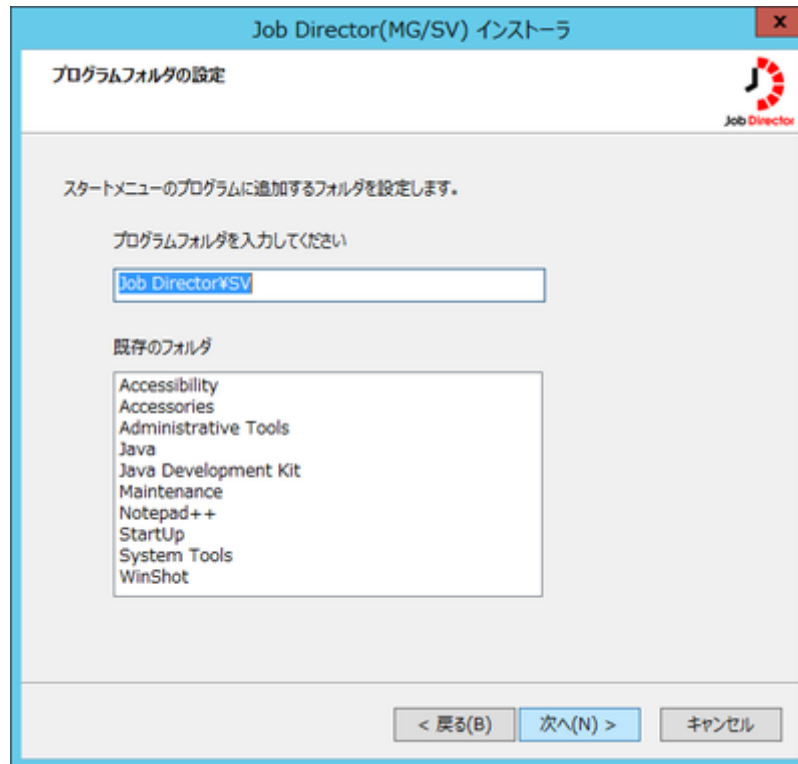 Job Director(MG/SV) インストーラ
x
プログラムフォルダの設定
Job Director
スタートメニューのプログラムに追加するフォルダを設定します。
プログラムフォルダを入力してください
Job Director¥SV
既存のフォルダ
Accessibility
Accessories
Administrative Tools
Java
Java Development Kit
Maintenance
Notepad++
StartUp
System Tools
WinShot
< 戻る(B)
次へ(N) >
キャンセル